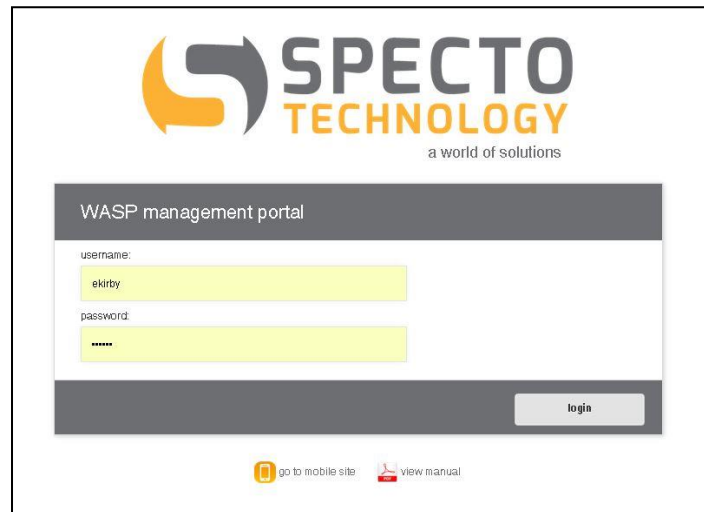 SPECTO
TECHNOLOGY
a world of solutions
WASP management portal
username:
ekirby
password:
••••••
login
go to mobile site
view manual